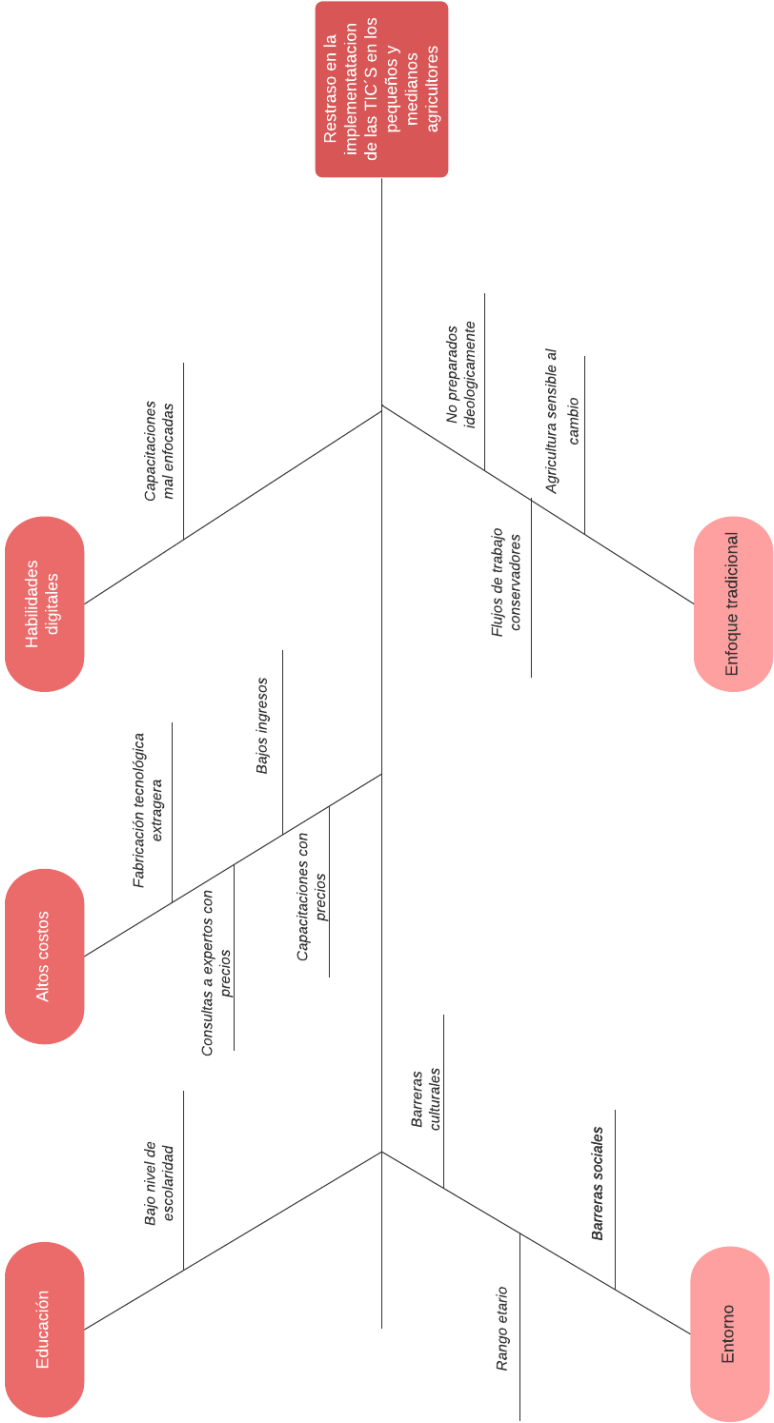 Educación
Altos costos
Habilidades
digitales
Bajo nivel de
escolaridad
Fabricación tecnológica
extragera
Consultas a expertos con
precios
Bajos ingresos
Capacitaciones con
precios
Capacitaciones
mal enfocadas
Restraso en la
implementatacion
de las TIC´S en los
pequeños y
medianos
agricultores
Barreras
culturales
Rango etario
Barreras sociales
No preparados
ideologicamente
Flujos de trabajo
conservadores
Agricultura sensible al
cambio
Entorno
Enfoque tradicional